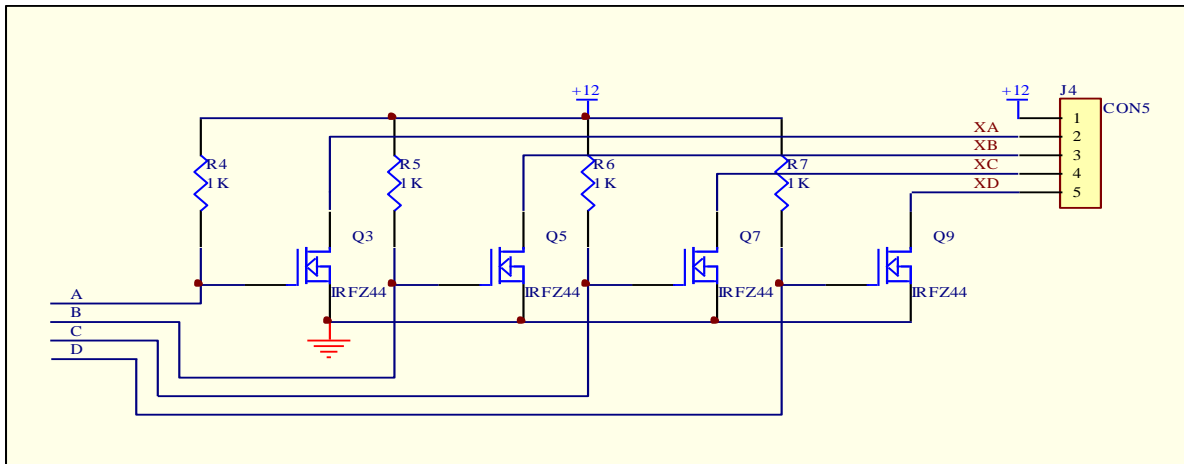 +12
+12
J4
CON5
1
XA
2
XB
3
XC
4
XD
5
R4
1K
R5
1K
R6
1K
R7
1K
Q3
Q5
Q7
Q9
IRFZ44
IRFZ44
IRFZ44
IRFZ44
A
B
C
D